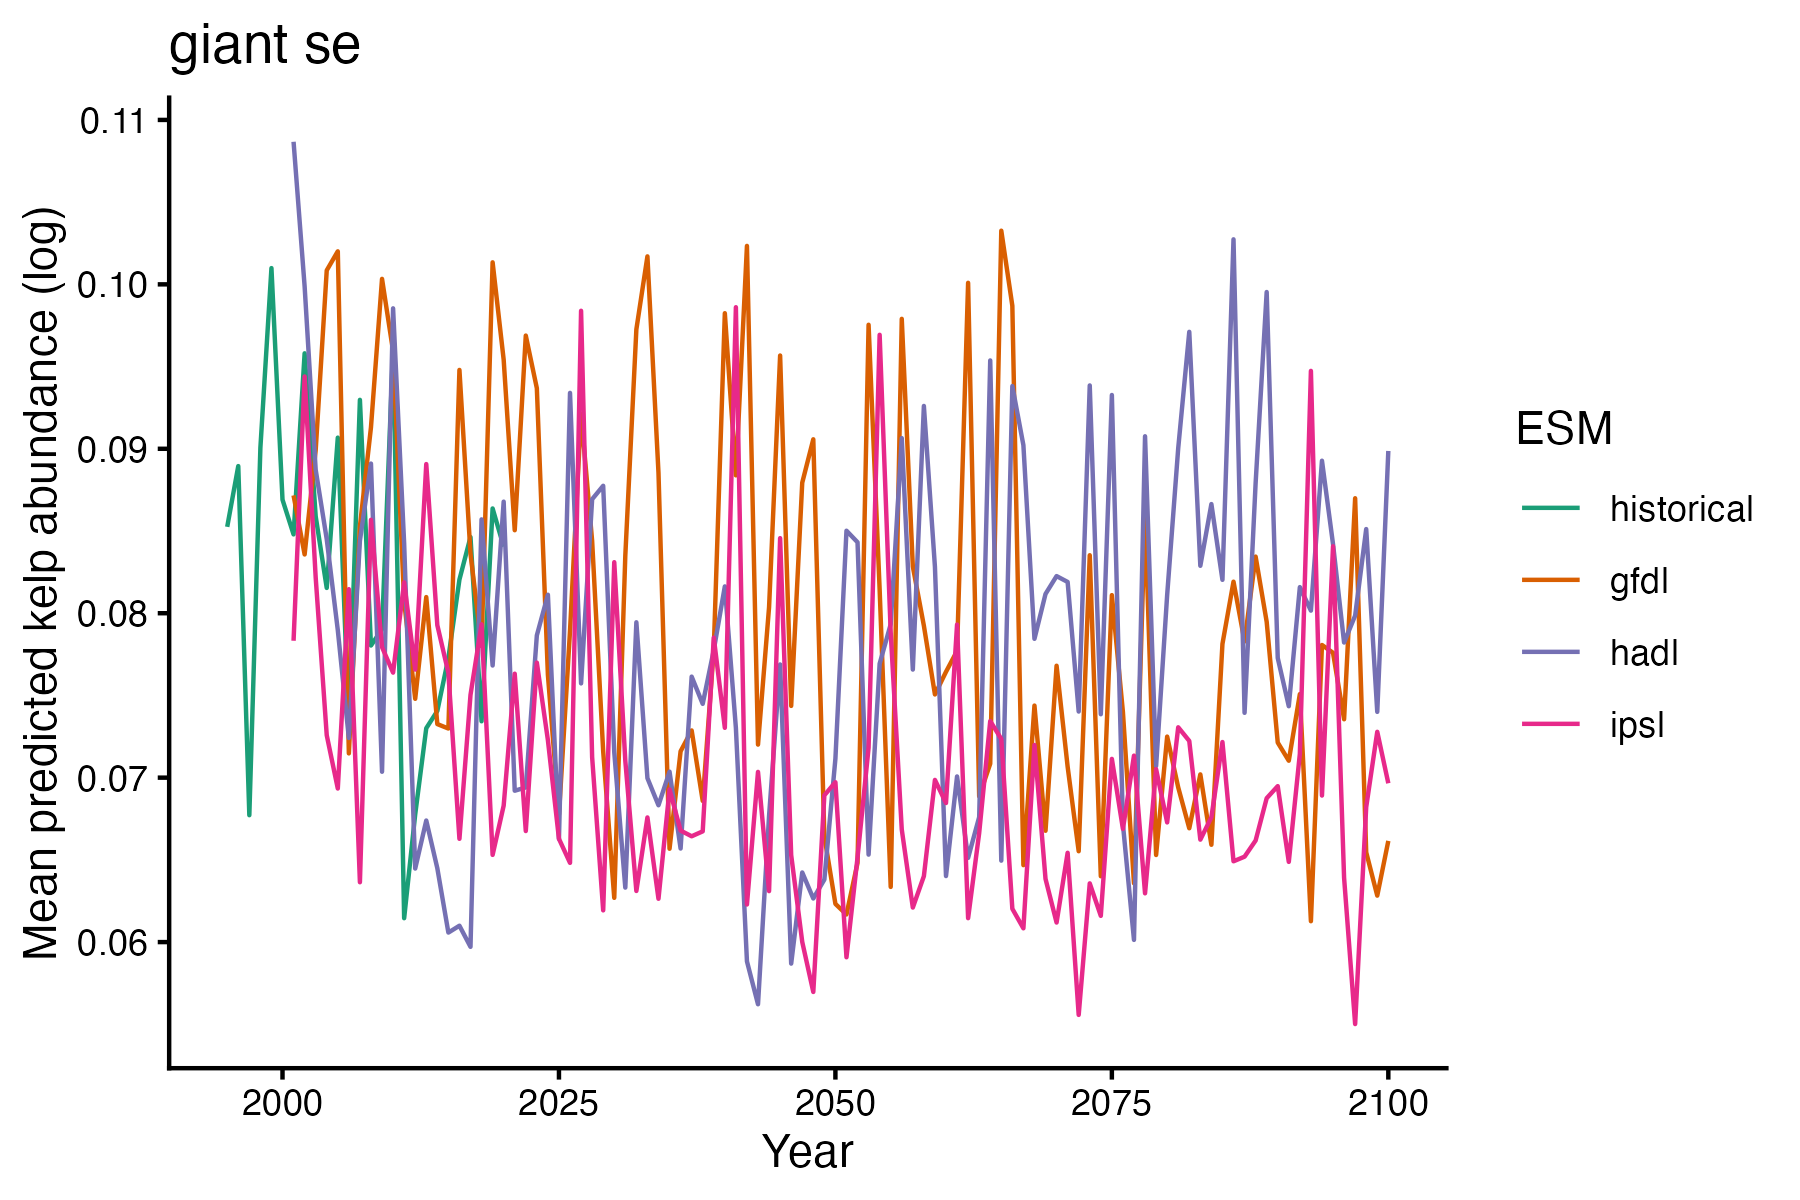 giant se
0.11
0.10
0.09
0.08
0.07
0.06
Mean predicted kelp abundance (log)
2000 2025 2050 2075 2100
Year
ESM
historical
gfdl
hadl
ipsl